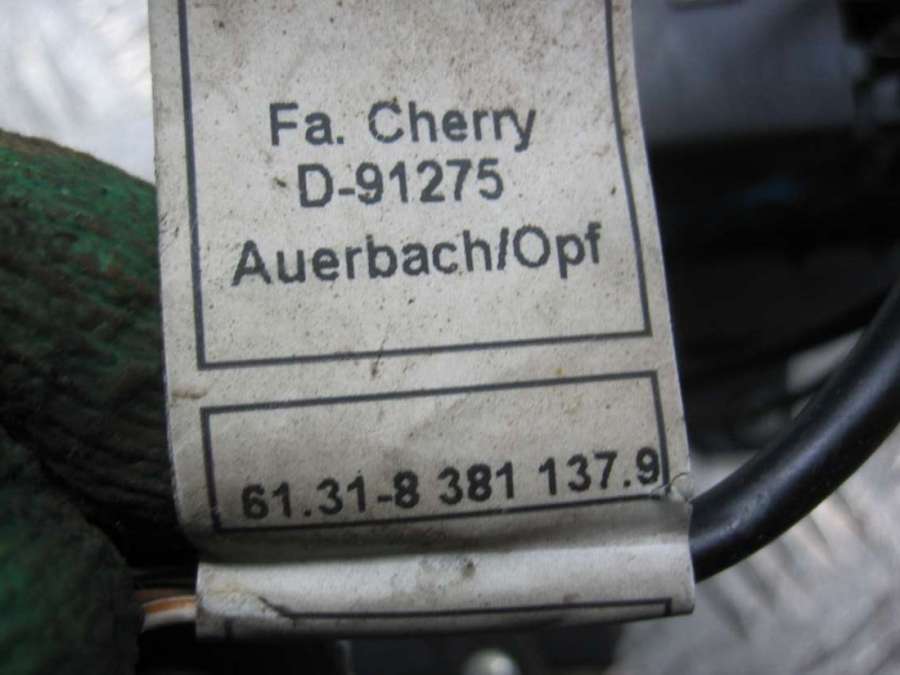 Fa. Cherry
D-91275
Auerbach/Opf
61.31-8 381 137.9